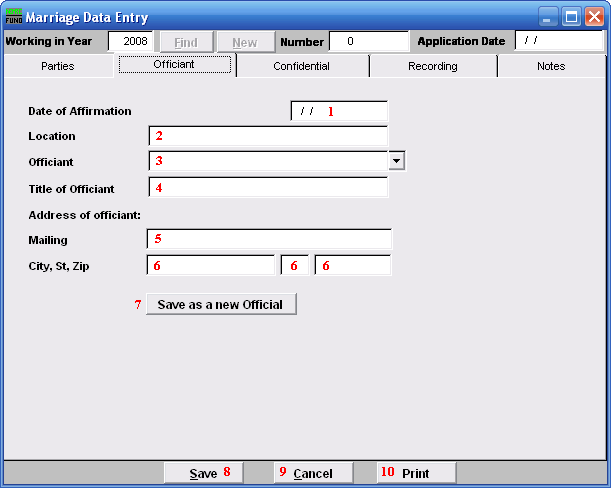 FUND Marriage Data Entry
Working in Year 2008 Find New Number 0 Application Date / /
Parties Officiant Confidential Recording Notes
Date of Affirmation / / 1
Location 2
Officiant 3
Title of Officiant 4
Address of officiant:
Mailing 5
City, St, Zip 6 6 6
7 Save as a new Official
Save 8 9 Cancel 10 Print